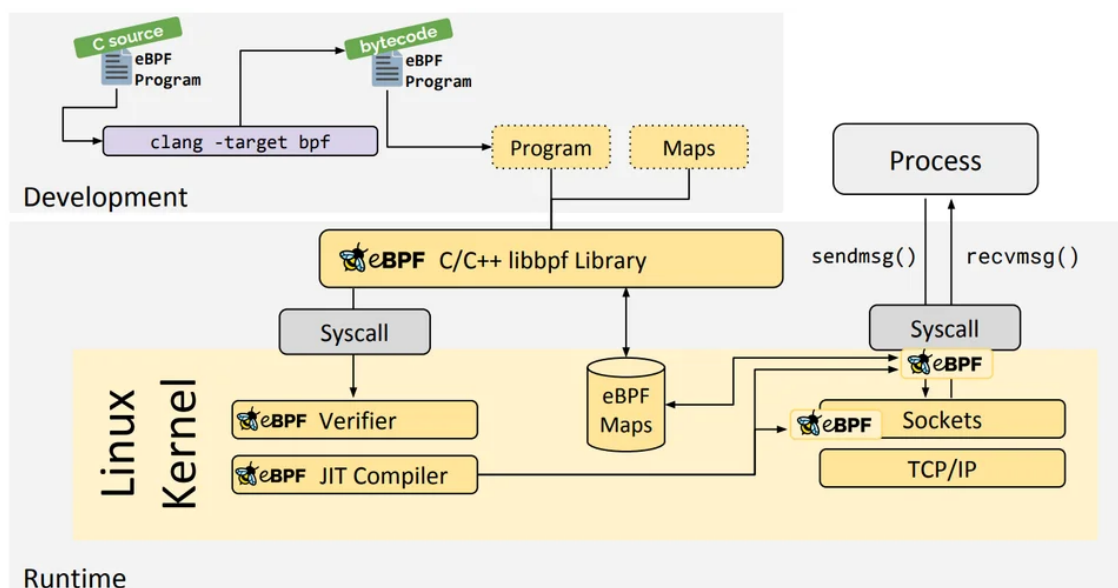 C source
eBPF
Program
bytecode
eBPF
Program
clang -target bpf
Program
Maps
Development
Process
eBPF C/C++ libbpf Library
sendmsg()
recvmsg()
Syscall
Syscall
eBPF
Linux
Kernel
eBPF
Maps
eBPF Verifier
eBPF
Sockets
eBPF JIT Compiler
TCP/IP
Runtime